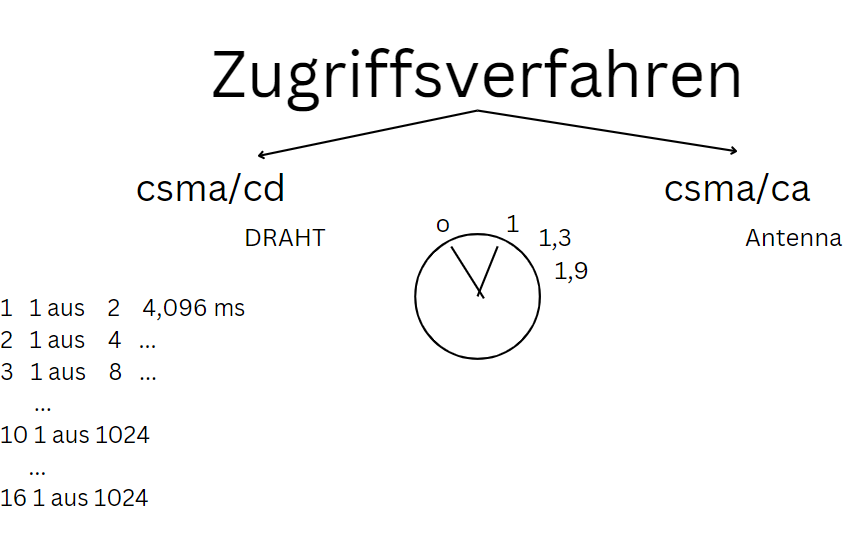 Zugriffsverfahren
csma/cd
csma/ca
DRAHT
Antenna
o 1 1,3
1,9
1 1 aus 2 4,096 ms
2 1 aus 4 ...
3 1 aus 8 ...
...
10 1 aus 1024
...
16 1 aus 1024